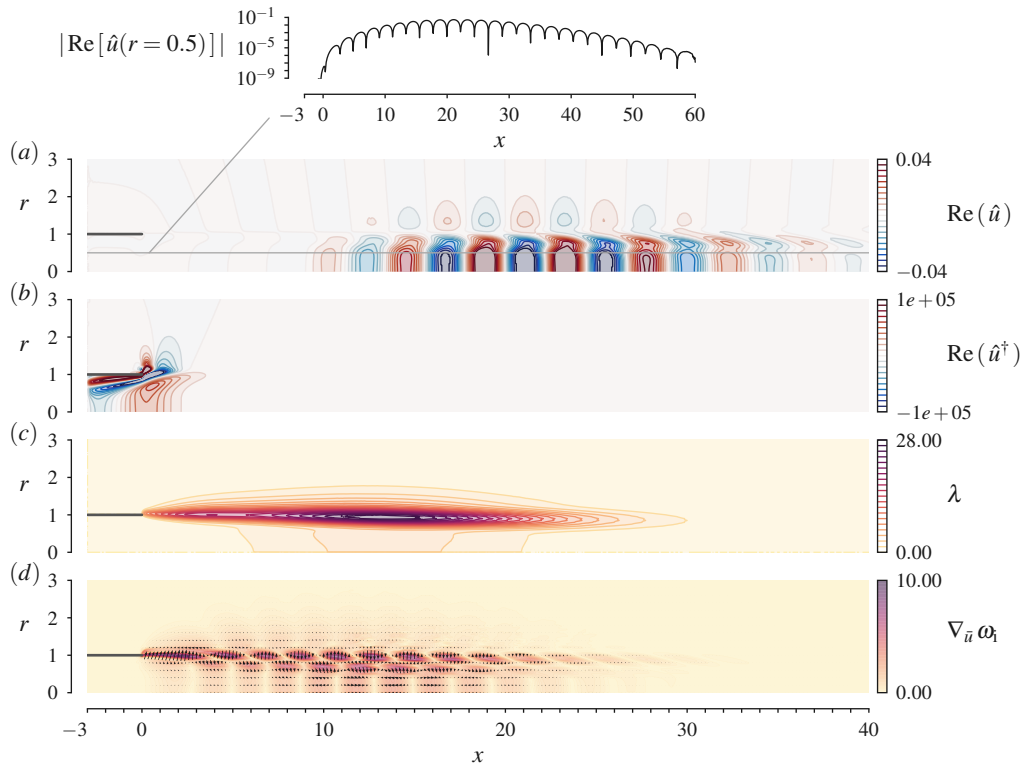 10⁻¹
|Re[û(r = 0.5)]| 10⁻⁵
10⁻⁹
−3 0 10 20 30 40 50 60
x
(a) 3 0.04
r 2 Re(û)
1
0 −0.04
(b) 3 1e+05
r 2 Re(û†)
1
0 −1e+05
(c) 3 28.00
r 2 λ
1
0 0.00
(d) 3 10.00
r 2 ∇ū ωi
1
0 0.00
−3 0 10 20 30 40
x